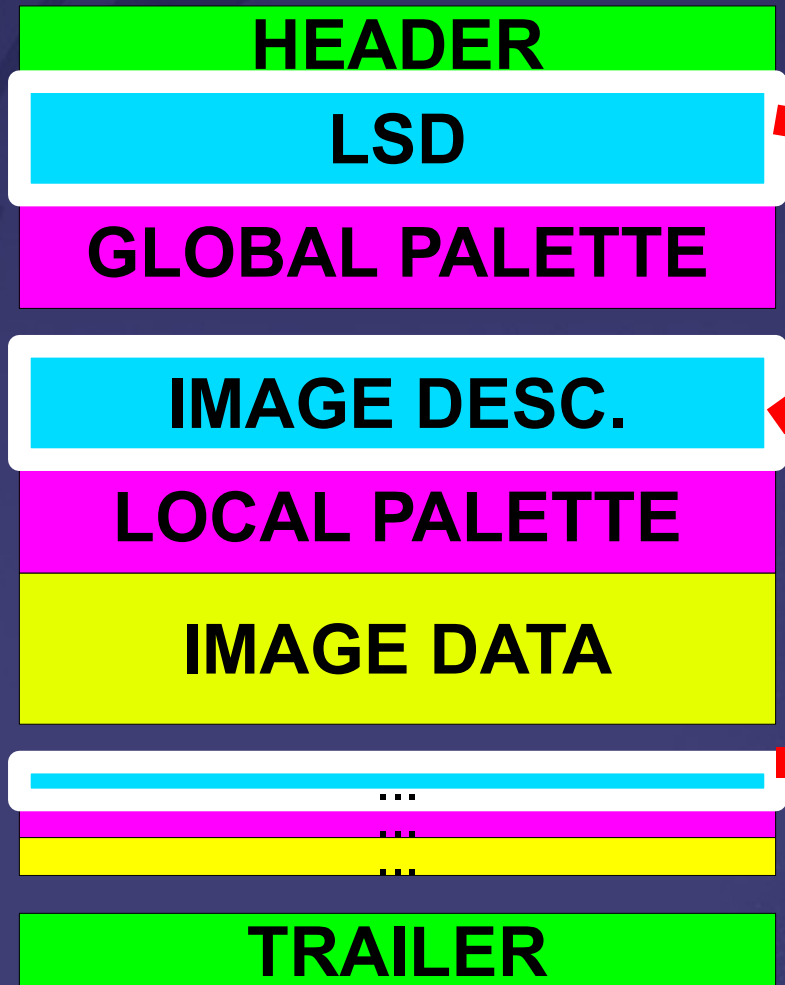 HEADER
LSD
GLOBAL PALETTE
IMAGE DESC.
LOCAL PALETTE
IMAGE DATA
...
...
...
TRAILER